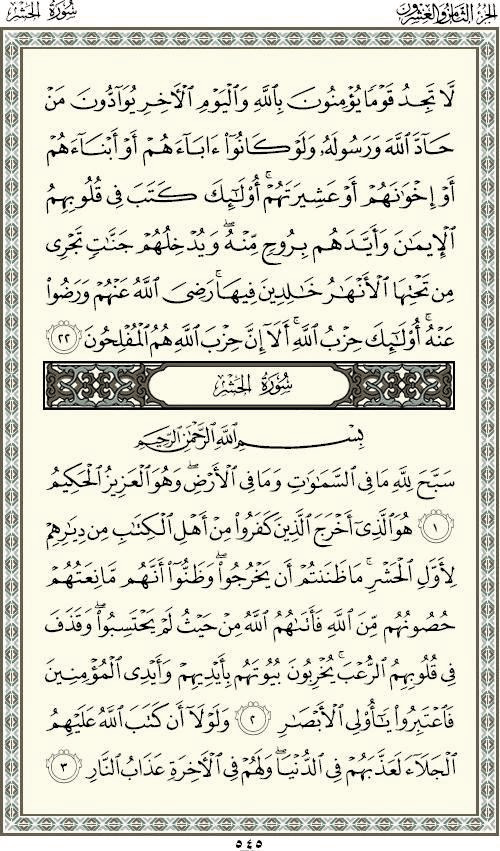 الجزء الثامن والعشرون
سُورَةُ الحَشْرِ
لَّا تَجِدُ قَوْمًا يُؤْمِنُونَ بِٱللَّهِ وَٱلْيَوْمِ ٱلْأَخِرِ يُوَآدُّونَ مَنْ
حَآدَّ ٱللَّهَ وَرَسُولَهُۥ وَلَوْ كَانُوٓا۟ ءَابَآءَهُمْ أَوْ أَبْنَآءَهُمْ
أَوْ إِخْوَٰنَهُمْ أَوْ عَشِيرَتَهُمْ ۚ أُو۟لَٰٓئِكَ كَتَبَ فِى قُلُوبِهِمُ
ٱلْإِيمَٰنَ وَأَيَّدَهُم بِرُوحٍ مِّنْهُ ۖ وَيُدْخِلُهُمْ جَنَّٰتٍ تَجْرِى
مِن تَحْتِهَا ٱلْأَنْهَٰرُ خَٰلِدِينَ فِيهَا ۚ رَضِىَ ٱللَّهُ عَنْهُمْ وَرَضُوا۟
عَنْهُ ۚ أُو۟لَٰٓئِكَ حِزْبُ ٱللَّهِ ۚ أَلَآ إِنَّ حِزْبَ ٱللَّهِ هُمُ ٱلْمُفْلِحُونَ ٢٢
سُورَةُ الحَشْرِ
بِسْمِ ٱللَّهِ ٱلرَّحْمَٰنِ ٱلرَّحِيمِ
سَبَّحَ لِلَّهِ مَا فِى ٱلسَّمَٰوَٰتِ وَمَا فِى ٱلْأَرْضِ ۖ وَهُوَ ٱلْعَزِيزُ ٱلْحَكِيمُ
١ هُوَ ٱلَّذِىٓ أَخْرَجَ ٱلَّذِينَ كَفَرُوا۟ مِنْ أَهْلِ ٱلْكِتَٰبِ مِن دِيَٰرِهِمْ
لِأَوَّلِ ٱلْحَشْرِ ۚ مَا ظَنَنتُمْ أَن يَخْرُجُوا۟ ۖ وَظَنُّوٓا۟ أَنَّهُم مَّانِعَتُهُمْ
حُصُونُهُم مِّنَ ٱللَّهِ فَأَتَىٰهُمُ ٱللَّهُ مِنْ حَيْثُ لَمْ يَحْتَسِبُوا۟ ۖ وَقَذَفَ
فِى قُلُوبِهِمُ ٱلرُّعْبَ ۚ يُخْرِبُونَ بُيُوتَهُم بِأَيْدِيهِمْ وَأَيْدِى ٱلْمُؤْمِنِينَ
فَٱعْتَبِرُوا۟ يَٰٓأُو۟لِى ٱلْأَبْصَٰرِ ٢ وَلَوْلَآ أَن كَتَبَ ٱللَّهُ عَلَيْهِمُ
ٱلْجَلَآءَ لَعَذَّبَهُمْ فِى ٱلدُّنْيَا ۖ وَلَهُمْ فِى ٱلْأَخِرَةِ عَذَابُ ٱلنَّارِ ٣
٥٤٥